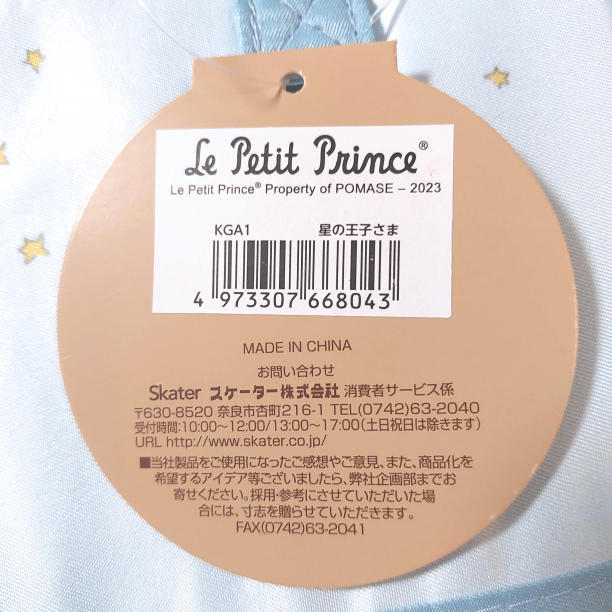 Le Petit Prince®
Le Petit Prince® Property of POMASE – 2023
KGA1 星の王子さま
4 973307 668043
MADE IN CHINA
お問い合わせ
Skater スケーター株式会社 消費者サービス係
〒630-8520 奈良市杏町216-1 TEL(0742)63-2040
受付時間:10:00〜12:00/13:00〜17:00(土日祝日は除きます)
URL http://www.skater.co.jp/
■当社製品をご使用になったご感想やご意見、また、商品化を
希望するアイデア等ございましたら、弊社企画部までお
寄せください。採用・参考にさせていただいた場
合には、寸志を贈らせていただきます。
FAX(0742)63-2041